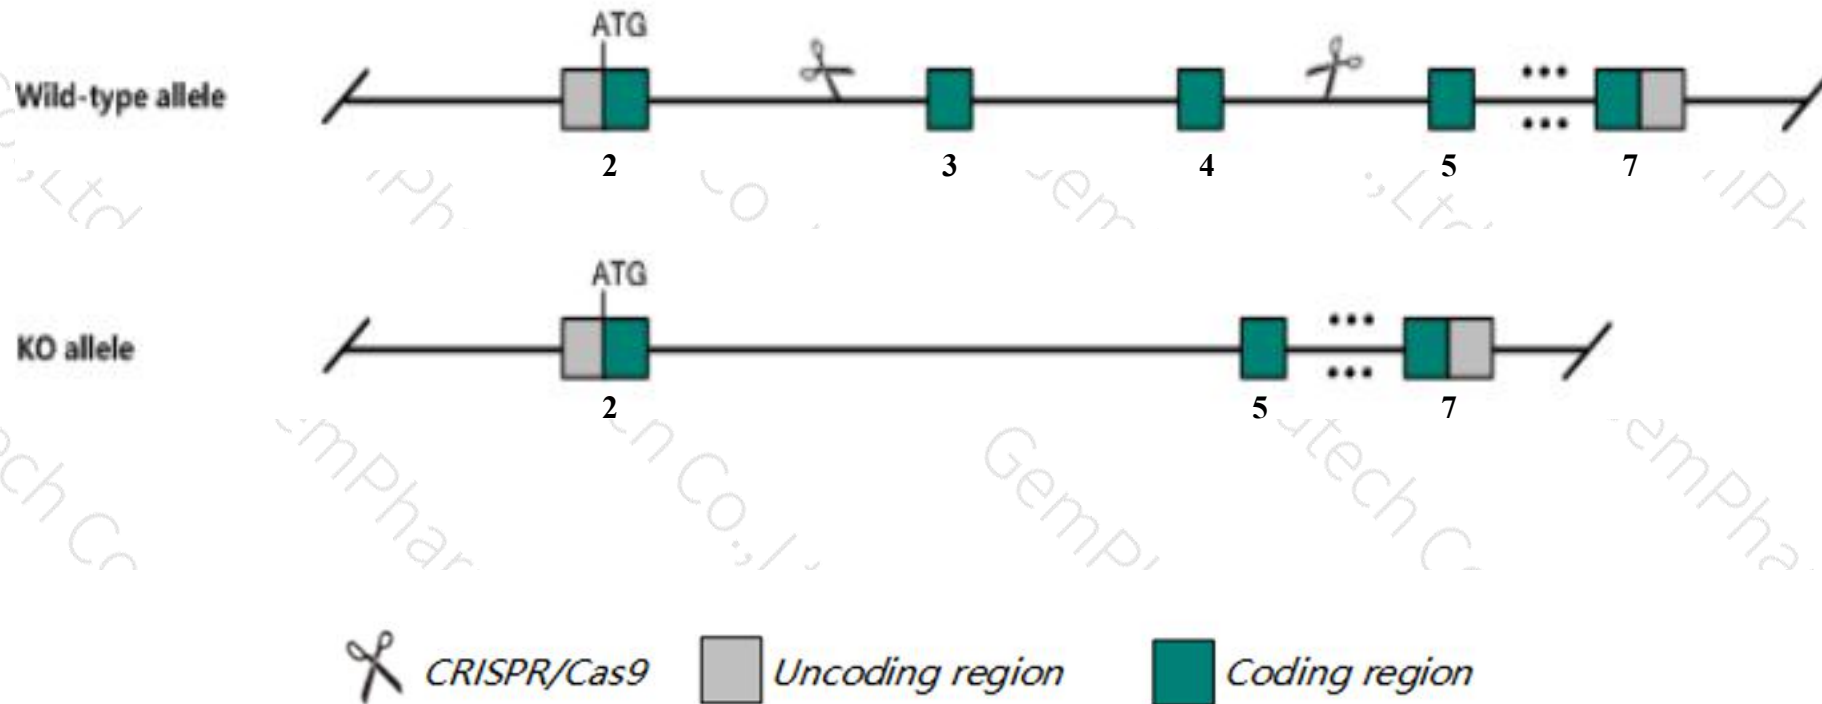 ATG
Wild-type allele
2 3 4 5 7
ATG
KO allele
2 5 7
CRISPR/Cas9 Uncoding region Coding region
GemPh